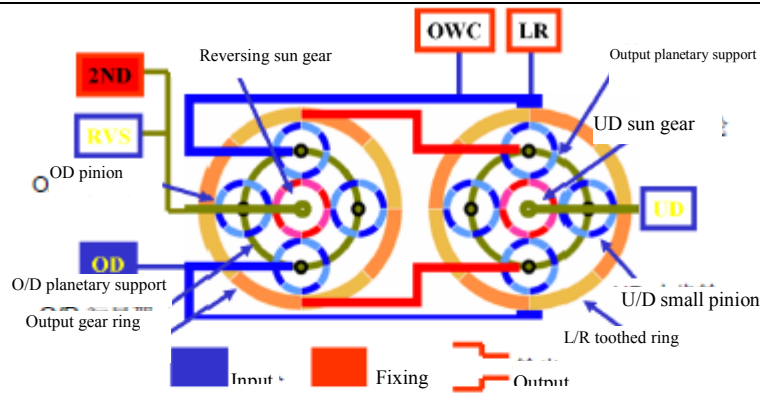 OWC LR
Reversing sun gear
Output planetary support
2ND
UD sun gear
RVS
OD pinion
UD
OD
O/D planetary support
U/D small pinion
Output gear ring
L/R toothed ring
Input
Fixing
Output